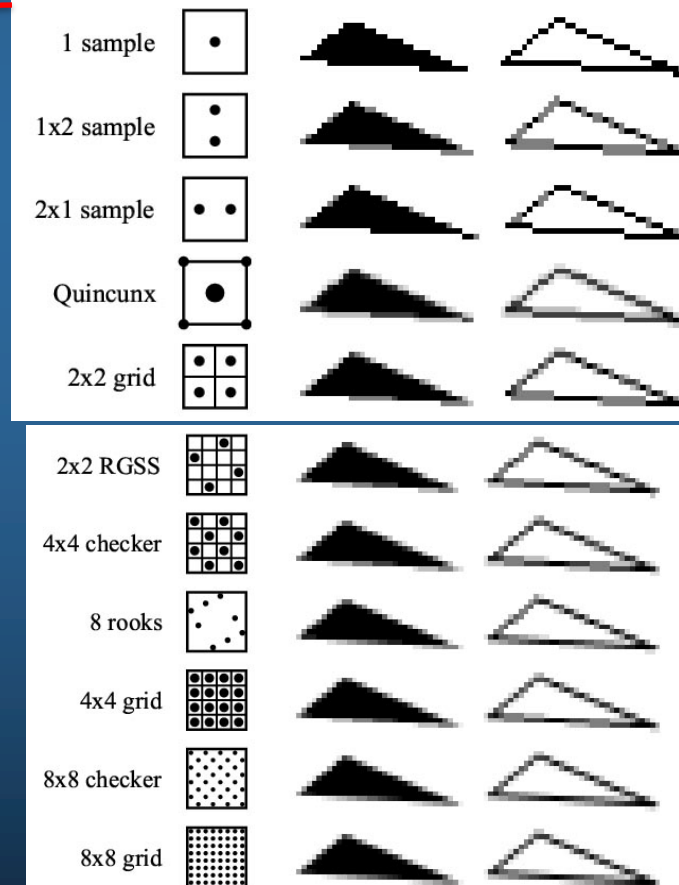 1 sample
1x2 sample
2x1 sample
Quincunx
2x2 grid
2x2 RGSS
4x4 checker
8 rooks
4x4 grid
8x8 checker
8x8 grid